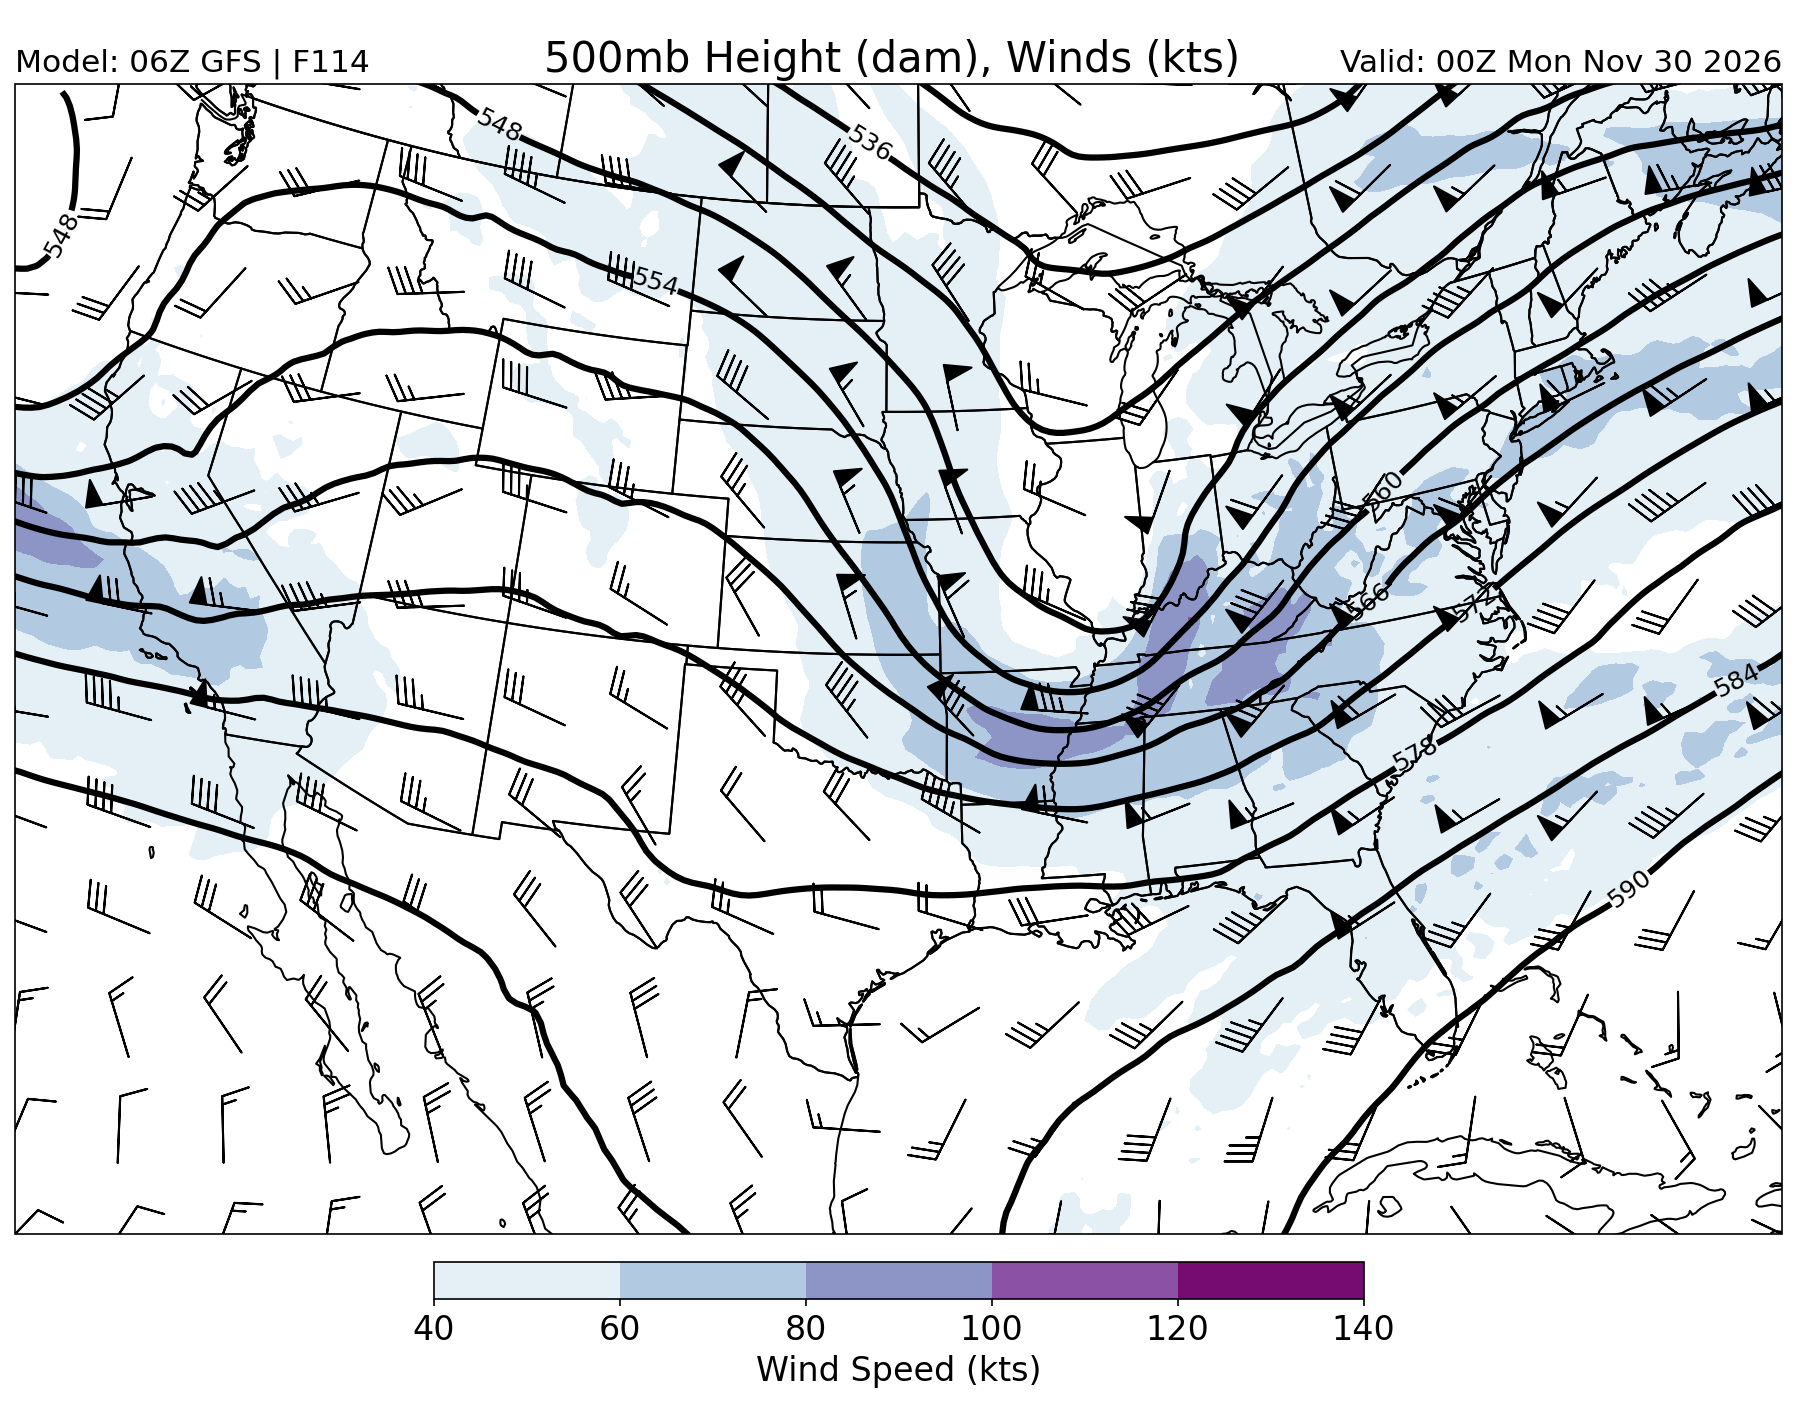 Model: 06Z GFS | F114
500mb Height (dam), Winds (kts)
Valid: 00Z Mon Nov 30 2026
548
536
548
554
560
566
572
584
578
590
40 60 80 100 120 140
Wind Speed (kts)